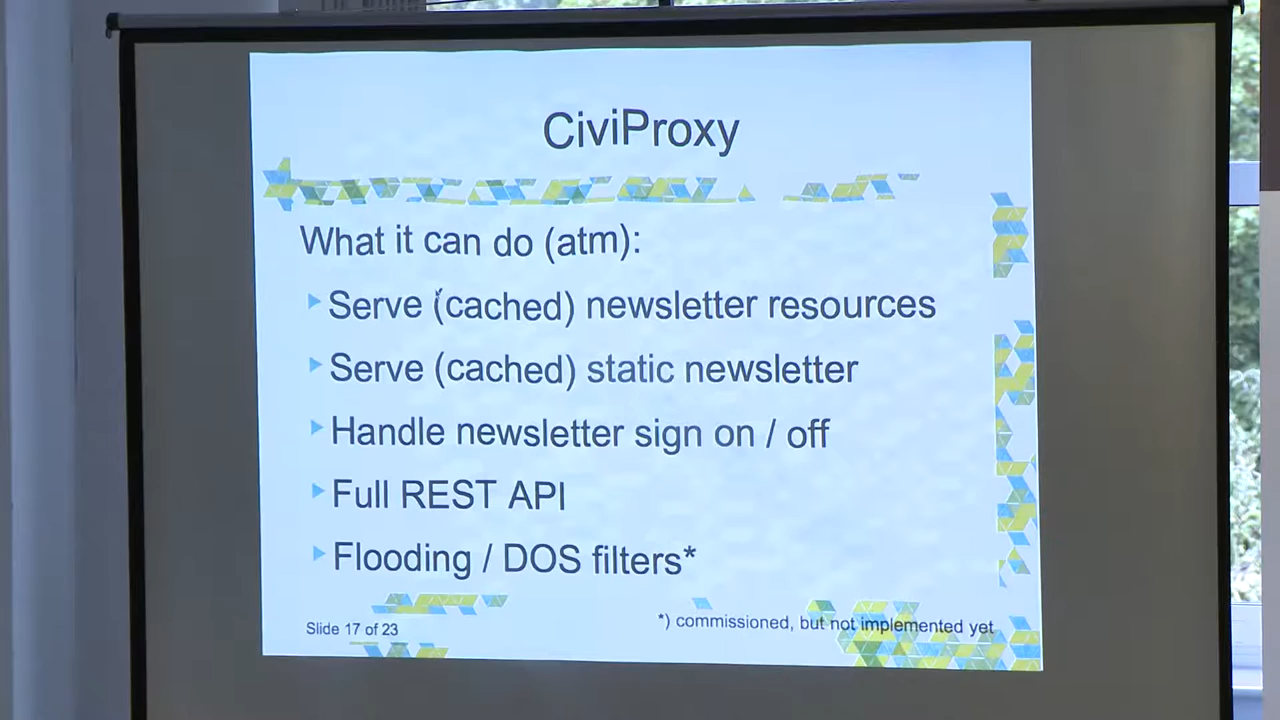 CiviProxy
What it can do (atm):
Serve (cached) newsletter resources
Serve (cached) static newsletter
Handle newsletter sign on / off
Full REST API
Flooding / DOS filters*
Slide 17 of 23
*) commissioned, but not implemented yet